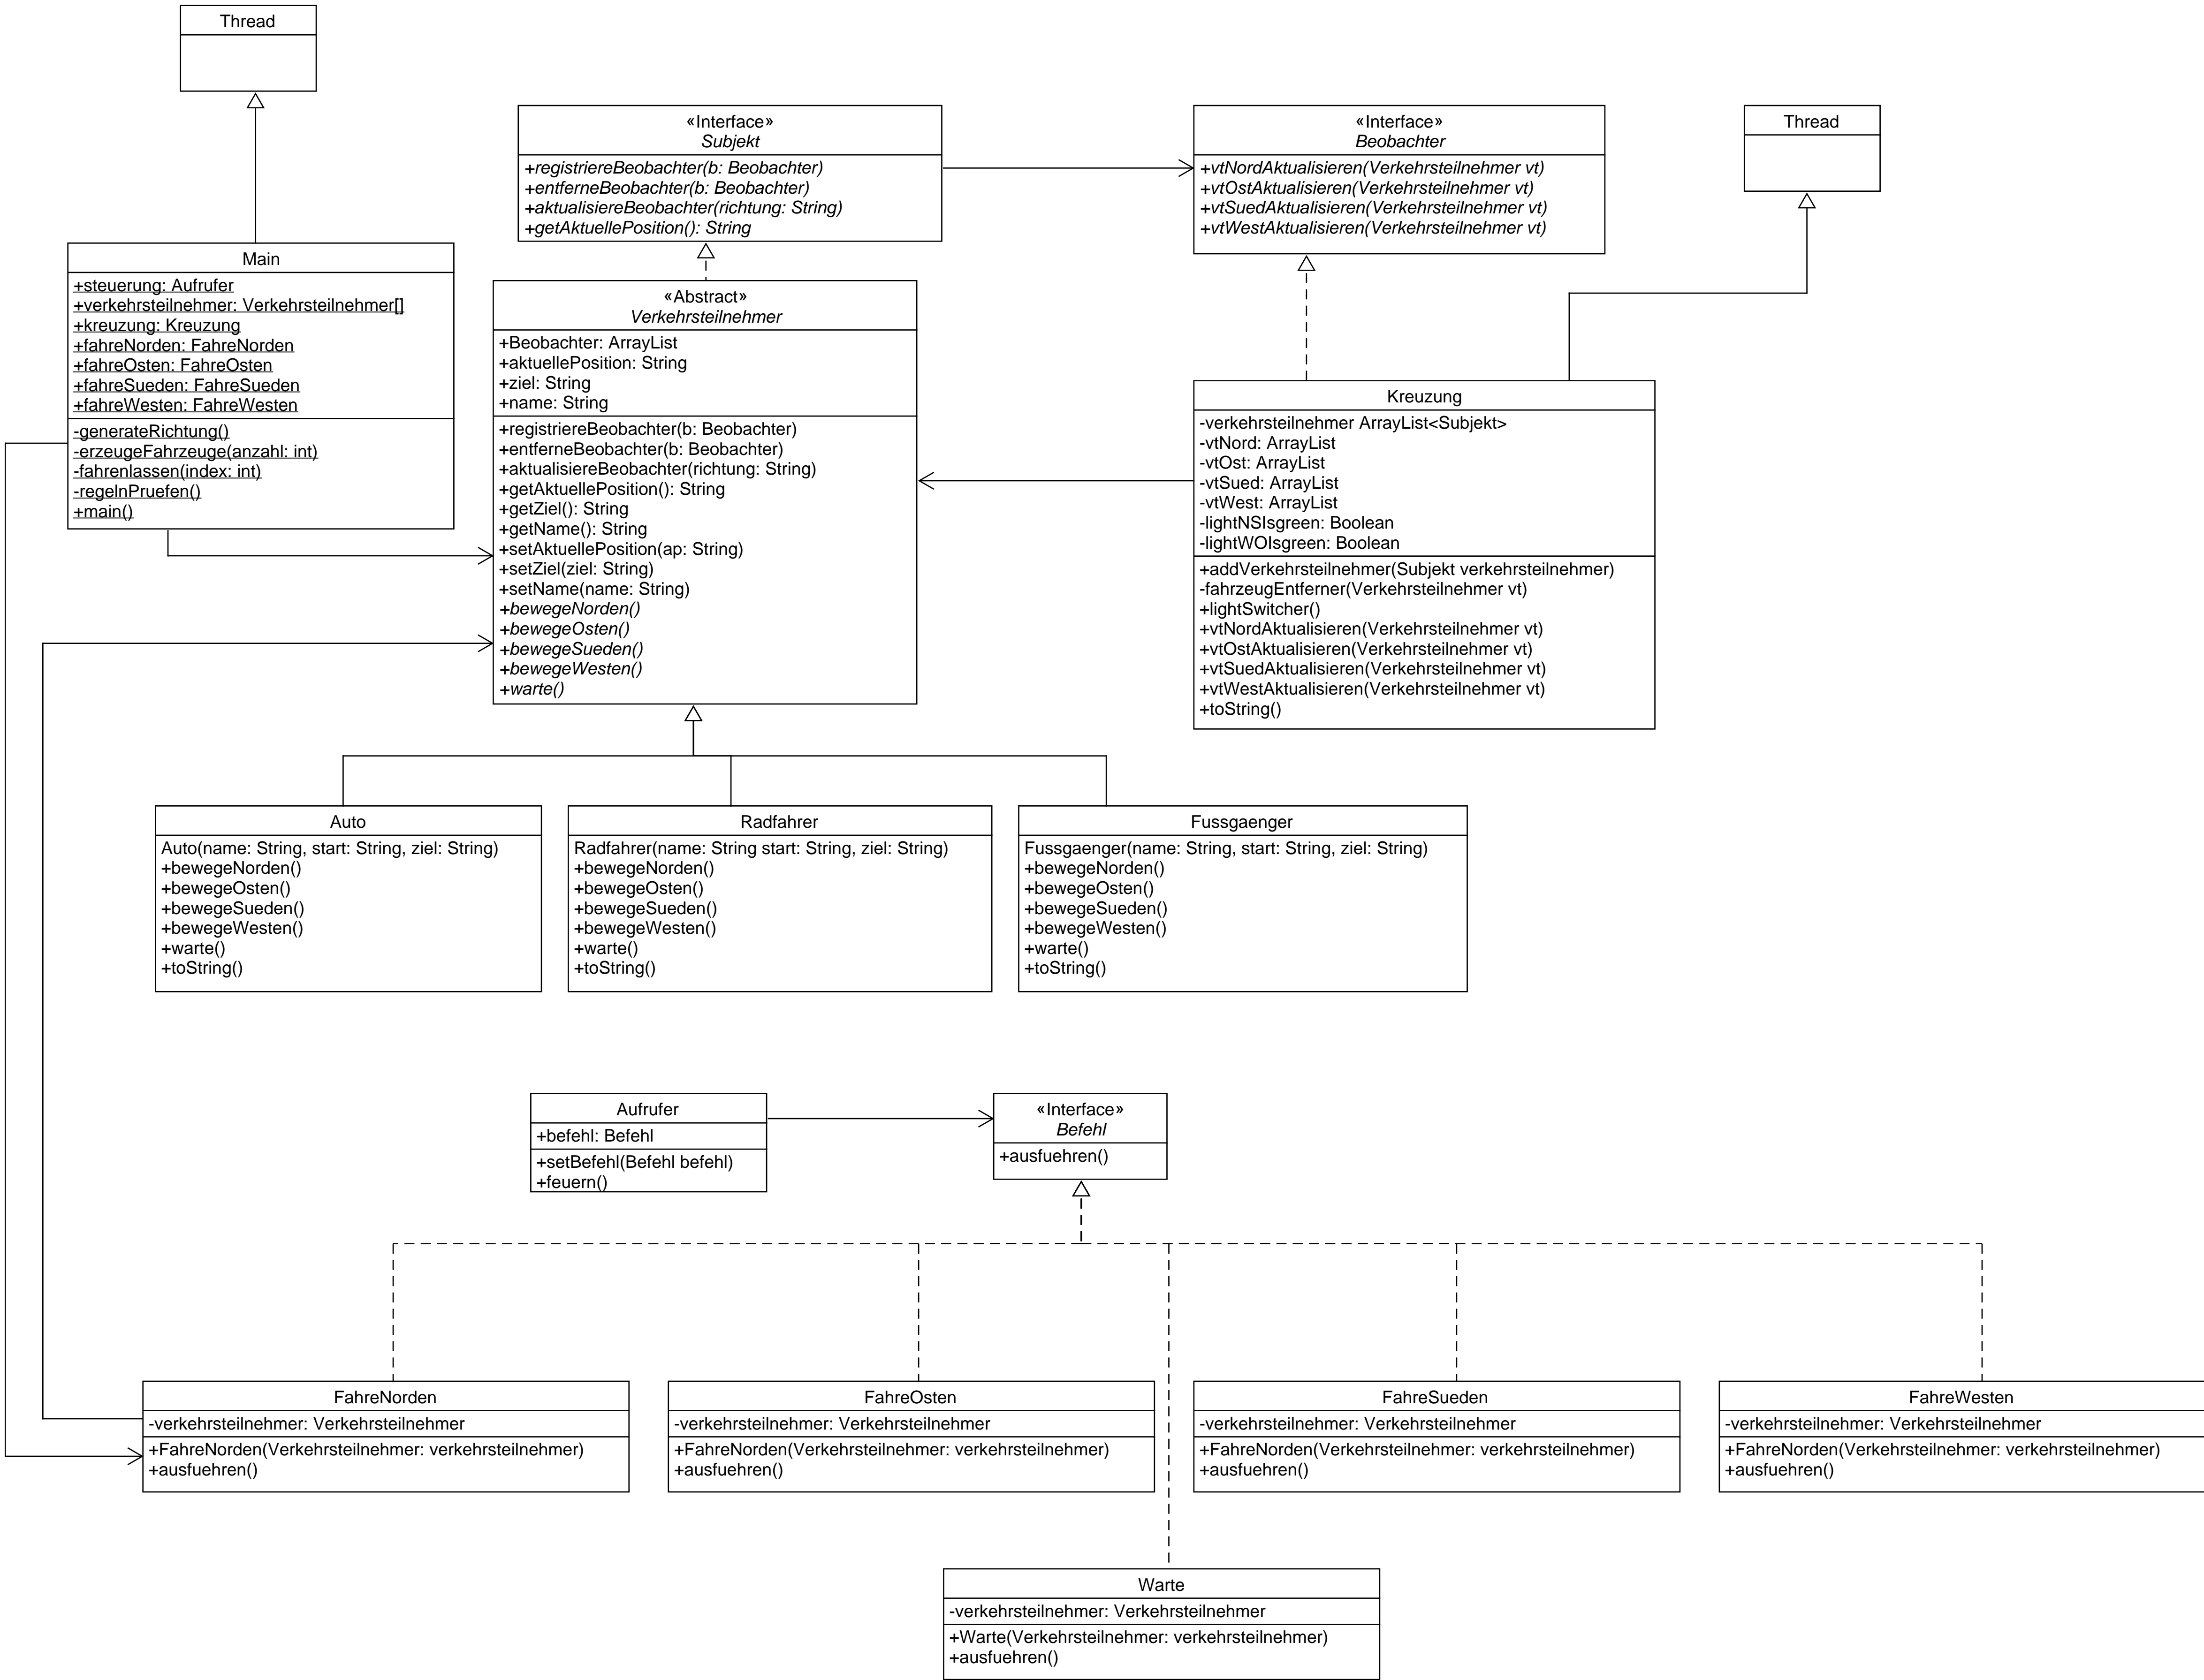 Thread
«Interface»
Subjekt
+registriereBeobachter(b: Beobachter)
+entferneBeobachter(b: Beobachter)
+aktualisiereBeobachter(richtung: String)
+getAktuellePosition(): String
«Interface»
Beobachter
+vtNordAktualisieren(Verkehrsteilnehmer vt)
+vtOstAktualisieren(Verkehrsteilnehmer vt)
+vtSuedAktualisieren(Verkehrsteilnehmer vt)
+vtWestAktualisieren(Verkehrsteilnehmer vt)
Thread
Main
+steuerung: Aufrufer
+verkehrsteilnehmer: Verkehrsteilnehmer[]
+kreuzung: Kreuzung
+fahreNorden: FahreNorden
+fahreOsten: FahreOsten
+fahreSueden: FahreSueden
+fahreWesten: FahreWesten
-generateRichtung()
-erzeugeFahrzeuge(anzahl: int)
-fahrenlassen(index: int)
-regelnPruefen()
+main()
«Abstract»
Verkehrsteilnehmer
+Beobachter: ArrayList
+aktuellePosition: String
+ziel: String
+name: String
+registriereBeobachter(b: Beobachter)
+entferneBeobachter(b: Beobachter)
+aktualisiereBeobachter(richtung: String)
+getAktuellePosition(): String
+getZiel(): String
+getName(): String
+setAktuellePosition(ap: String)
+setZiel(ziel: String)
+setName(name: String)
+bewegeNorden()
+bewegeOsten()
+bewegeSueden()
+bewegeWesten()
+warte()
Kreuzung
-verkehrsteilnehmer ArrayList<Subjekt>
-vtNord: ArrayList
-vtOst: ArrayList
-vtSued: ArrayList
-vtWest: ArrayList
-lightNSIsgreen: Boolean
-lightWOIsgreen: Boolean
+addVerkehrsteilnehmer(Subjekt verkehrsteilnehmer)
-fahrzeugEntferner(Verkehrsteilnehmer vt)
+lightSwitcher()
+vtNordAktualisieren(Verkehrsteilnehmer vt)
+vtOstAktualisieren(Verkehrsteilnehmer vt)
+vtSuedAktualisieren(Verkehrsteilnehmer vt)
+vtWestAktualisieren(Verkehrsteilnehmer vt)
+toString()
Auto
Auto(name: String, start: String, ziel: String)
+bewegeNorden()
+bewegeOsten()
+bewegeSueden()
+bewegeWesten()
+warte()
+toString()
Radfahrer
Radfahrer(name: String start: String, ziel: String)
+bewegeNorden()
+bewegeOsten()
+bewegeSueden()
+bewegeWesten()
+warte()
+toString()
Fussgaenger
Fussgaenger(name: String, start: String, ziel: String)
+bewegeNorden()
+bewegeOsten()
+bewegeSueden()
+bewegeWesten()
+warte()
+toString()
Aufrufer
+befehl: Befehl
+setBefehl(Befehl befehl)
+feuern()
«Interface»
Befehl
+ausfuehren()
FahreNorden
-verkehrsteilnehmer: Verkehrsteilnehmer
+FahreNorden(Verkehrsteilnehmer: verkehrsteilnehmer)
+ausfuehren()
FahreOsten
-verkehrsteilnehmer: Verkehrsteilnehmer
+FahreNorden(Verkehrsteilnehmer: verkehrsteilnehmer)
+ausfuehren()
FahreSueden
-verkehrsteilnehmer: Verkehrsteilnehmer
+FahreNorden(Verkehrsteilnehmer: verkehrsteilnehmer)
+ausfuehren()
FahreWesten
-verkehrsteilnehmer: Verkehrsteilnehmer
+FahreNorden(Verkehrsteilnehmer: verkehrsteilnehmer)
+ausfuehren()
Warte
-verkehrsteilnehmer: Verkehrsteilnehmer
+Warte(Verkehrsteilnehmer: verkehrsteilnehmer)
+ausfuehren()